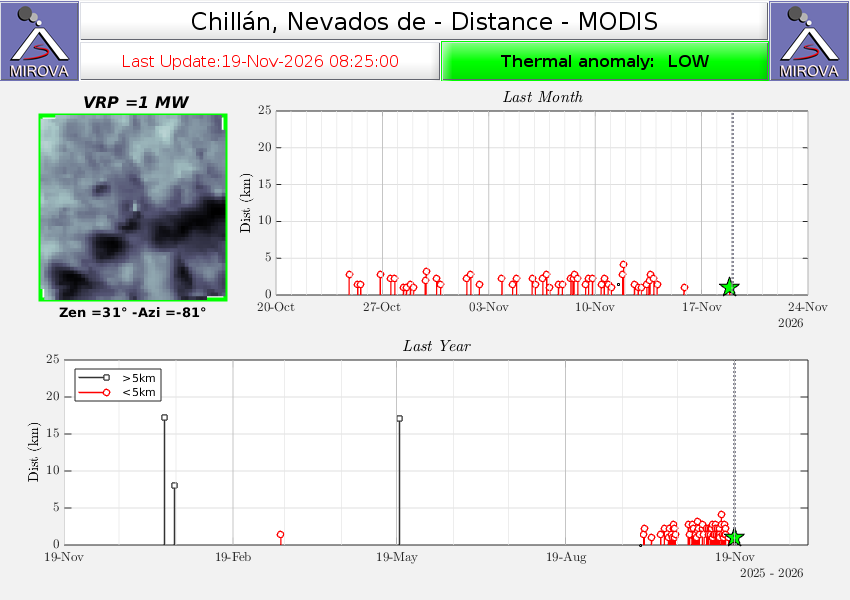 Chillán, Nevados de - Distance - MODIS
MIROVA
Last Update:19-Nov-2026 08:25:00
Thermal anomaly: LOW
MIROVA
VRP =1 MW
Zen =31° -Azi =-81°
Last Month
Dist (km)
25
20
15
10
5
0
20-Oct
27-Oct
03-Nov
10-Nov
17-Nov
24-Nov
2026
Last Year
Dist (km)
25
20
15
10
5
0
>5km
<5km
19-Nov
19-Feb
19-May
19-Aug
19-Nov
2025 - 2026